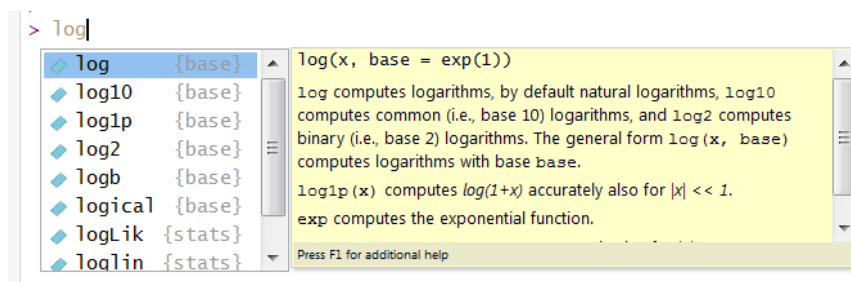 > log
log {base}
log10 {base}
log1p {base}
log2 {base}
logb {base}
logical {base}
logLik {stats}
loglin {stats}
log(x, base = exp(1))
log computes logarithms, by default natural logarithms, log10
computes common (i.e., base 10) logarithms, and log2 computes
binary (i.e., base 2) logarithms. The general form log(x, base)
computes logarithms with base base.
log1p(x) computes log(1+x) accurately also for |x| << 1.
exp computes the exponential function.
Press F1 for additional help